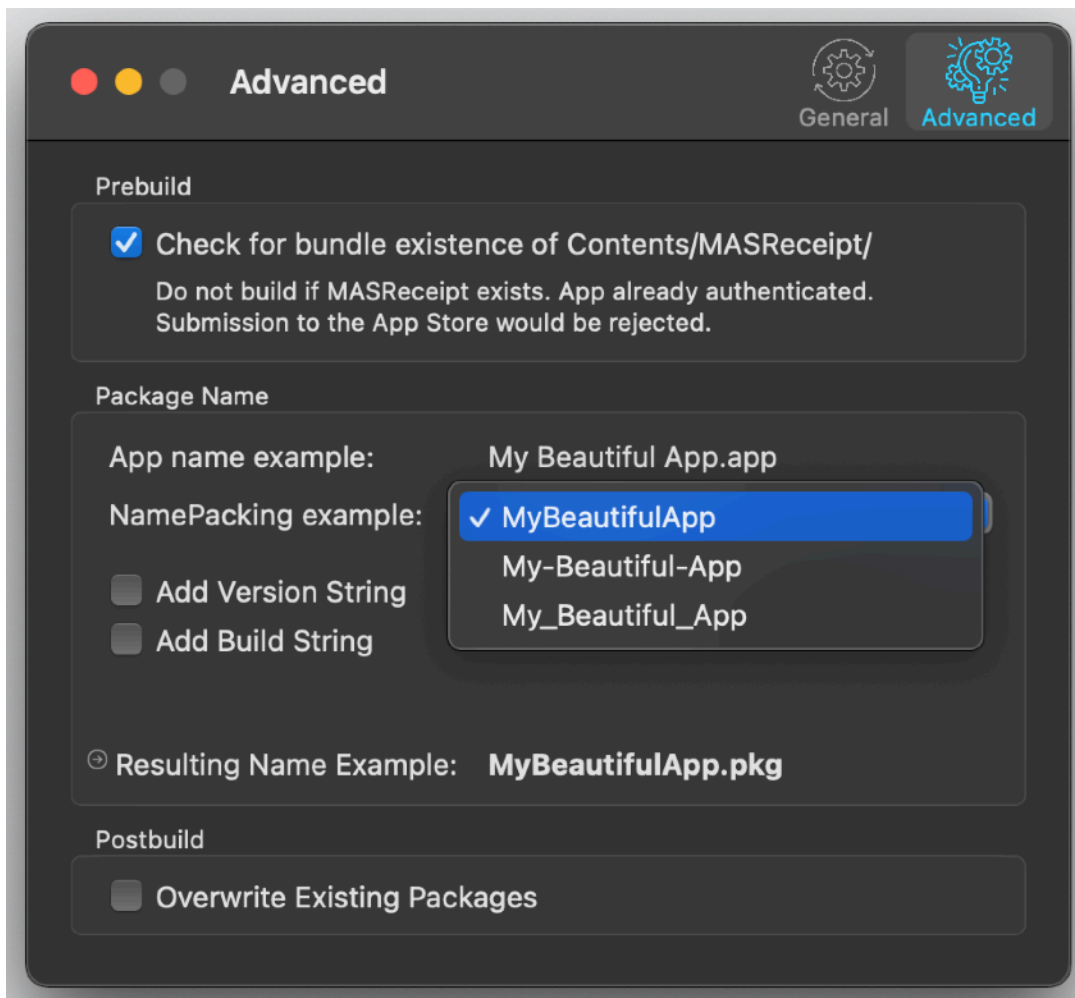 Advanced
General
Advanced
Prebuild
Check for bundle existence of Contents/MASReceipt/
Do not build if MASReceipt exists. App already authenticated.
Submission to the App Store would be rejected.
Package Name
App name example: My Beautiful App.app
NamePacking example: MyBeautifulApp
My-Beautiful-App
My_Beautiful_App
Add Version String
Add Build String
Resulting Name Example: MyBeautifulApp.pkg
Postbuild
Overwrite Existing Packages